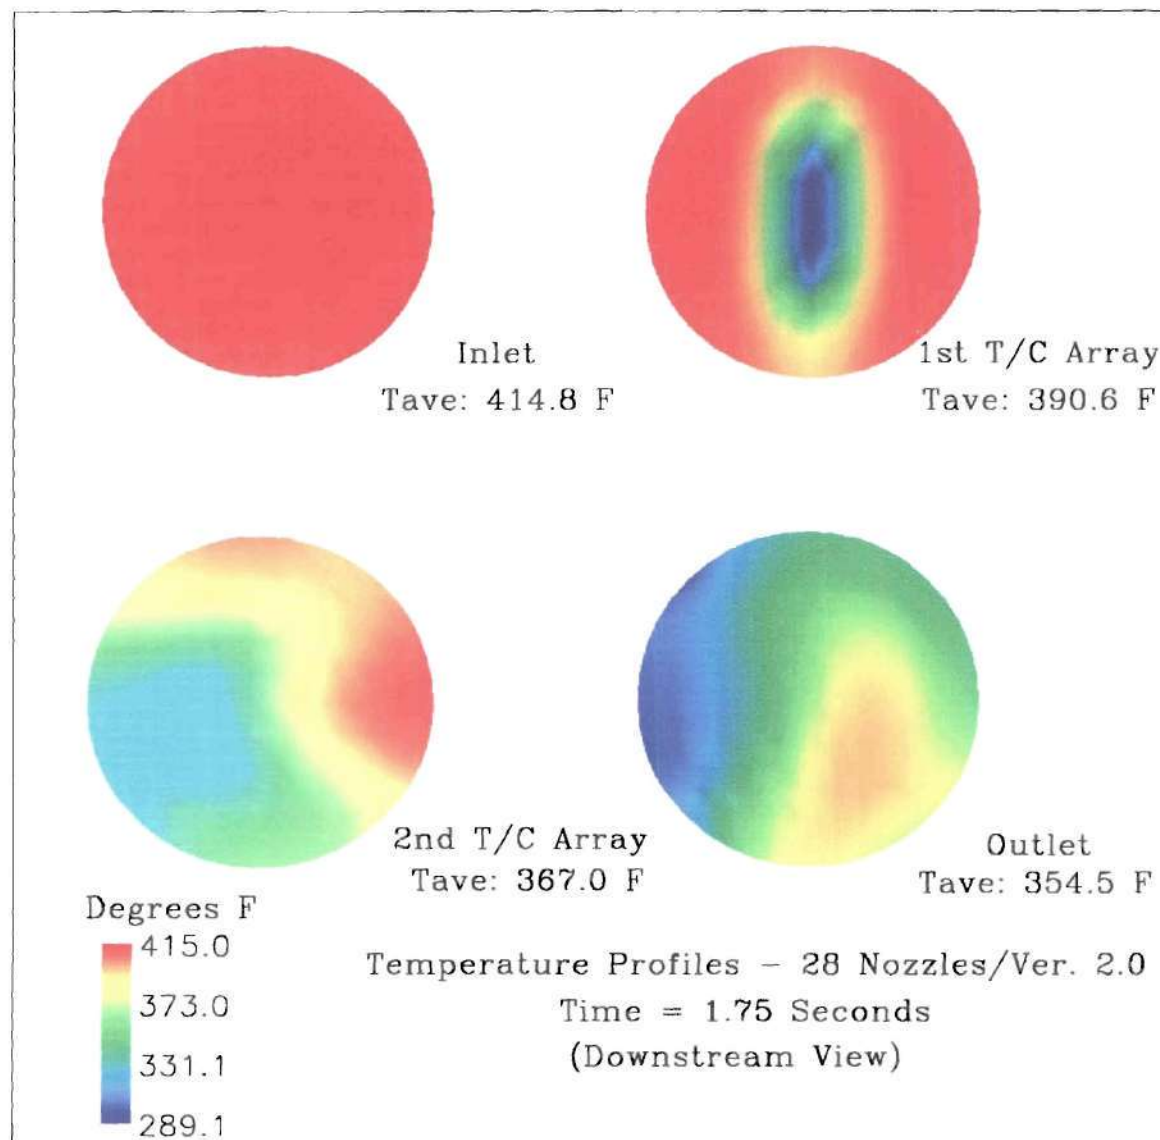 Inlet
Tave: 414.8 F
1st T/C Array
Tave: 390.6 F
2nd T/C Array
Tave: 367.0 F
Outlet
Tave: 354.5 F
Degrees F
415.0
373.0
331.1
289.1
Temperature Profiles - 28 Nozzles/Ver. 2.0
Time = 1.75 Seconds
(Downstream View)